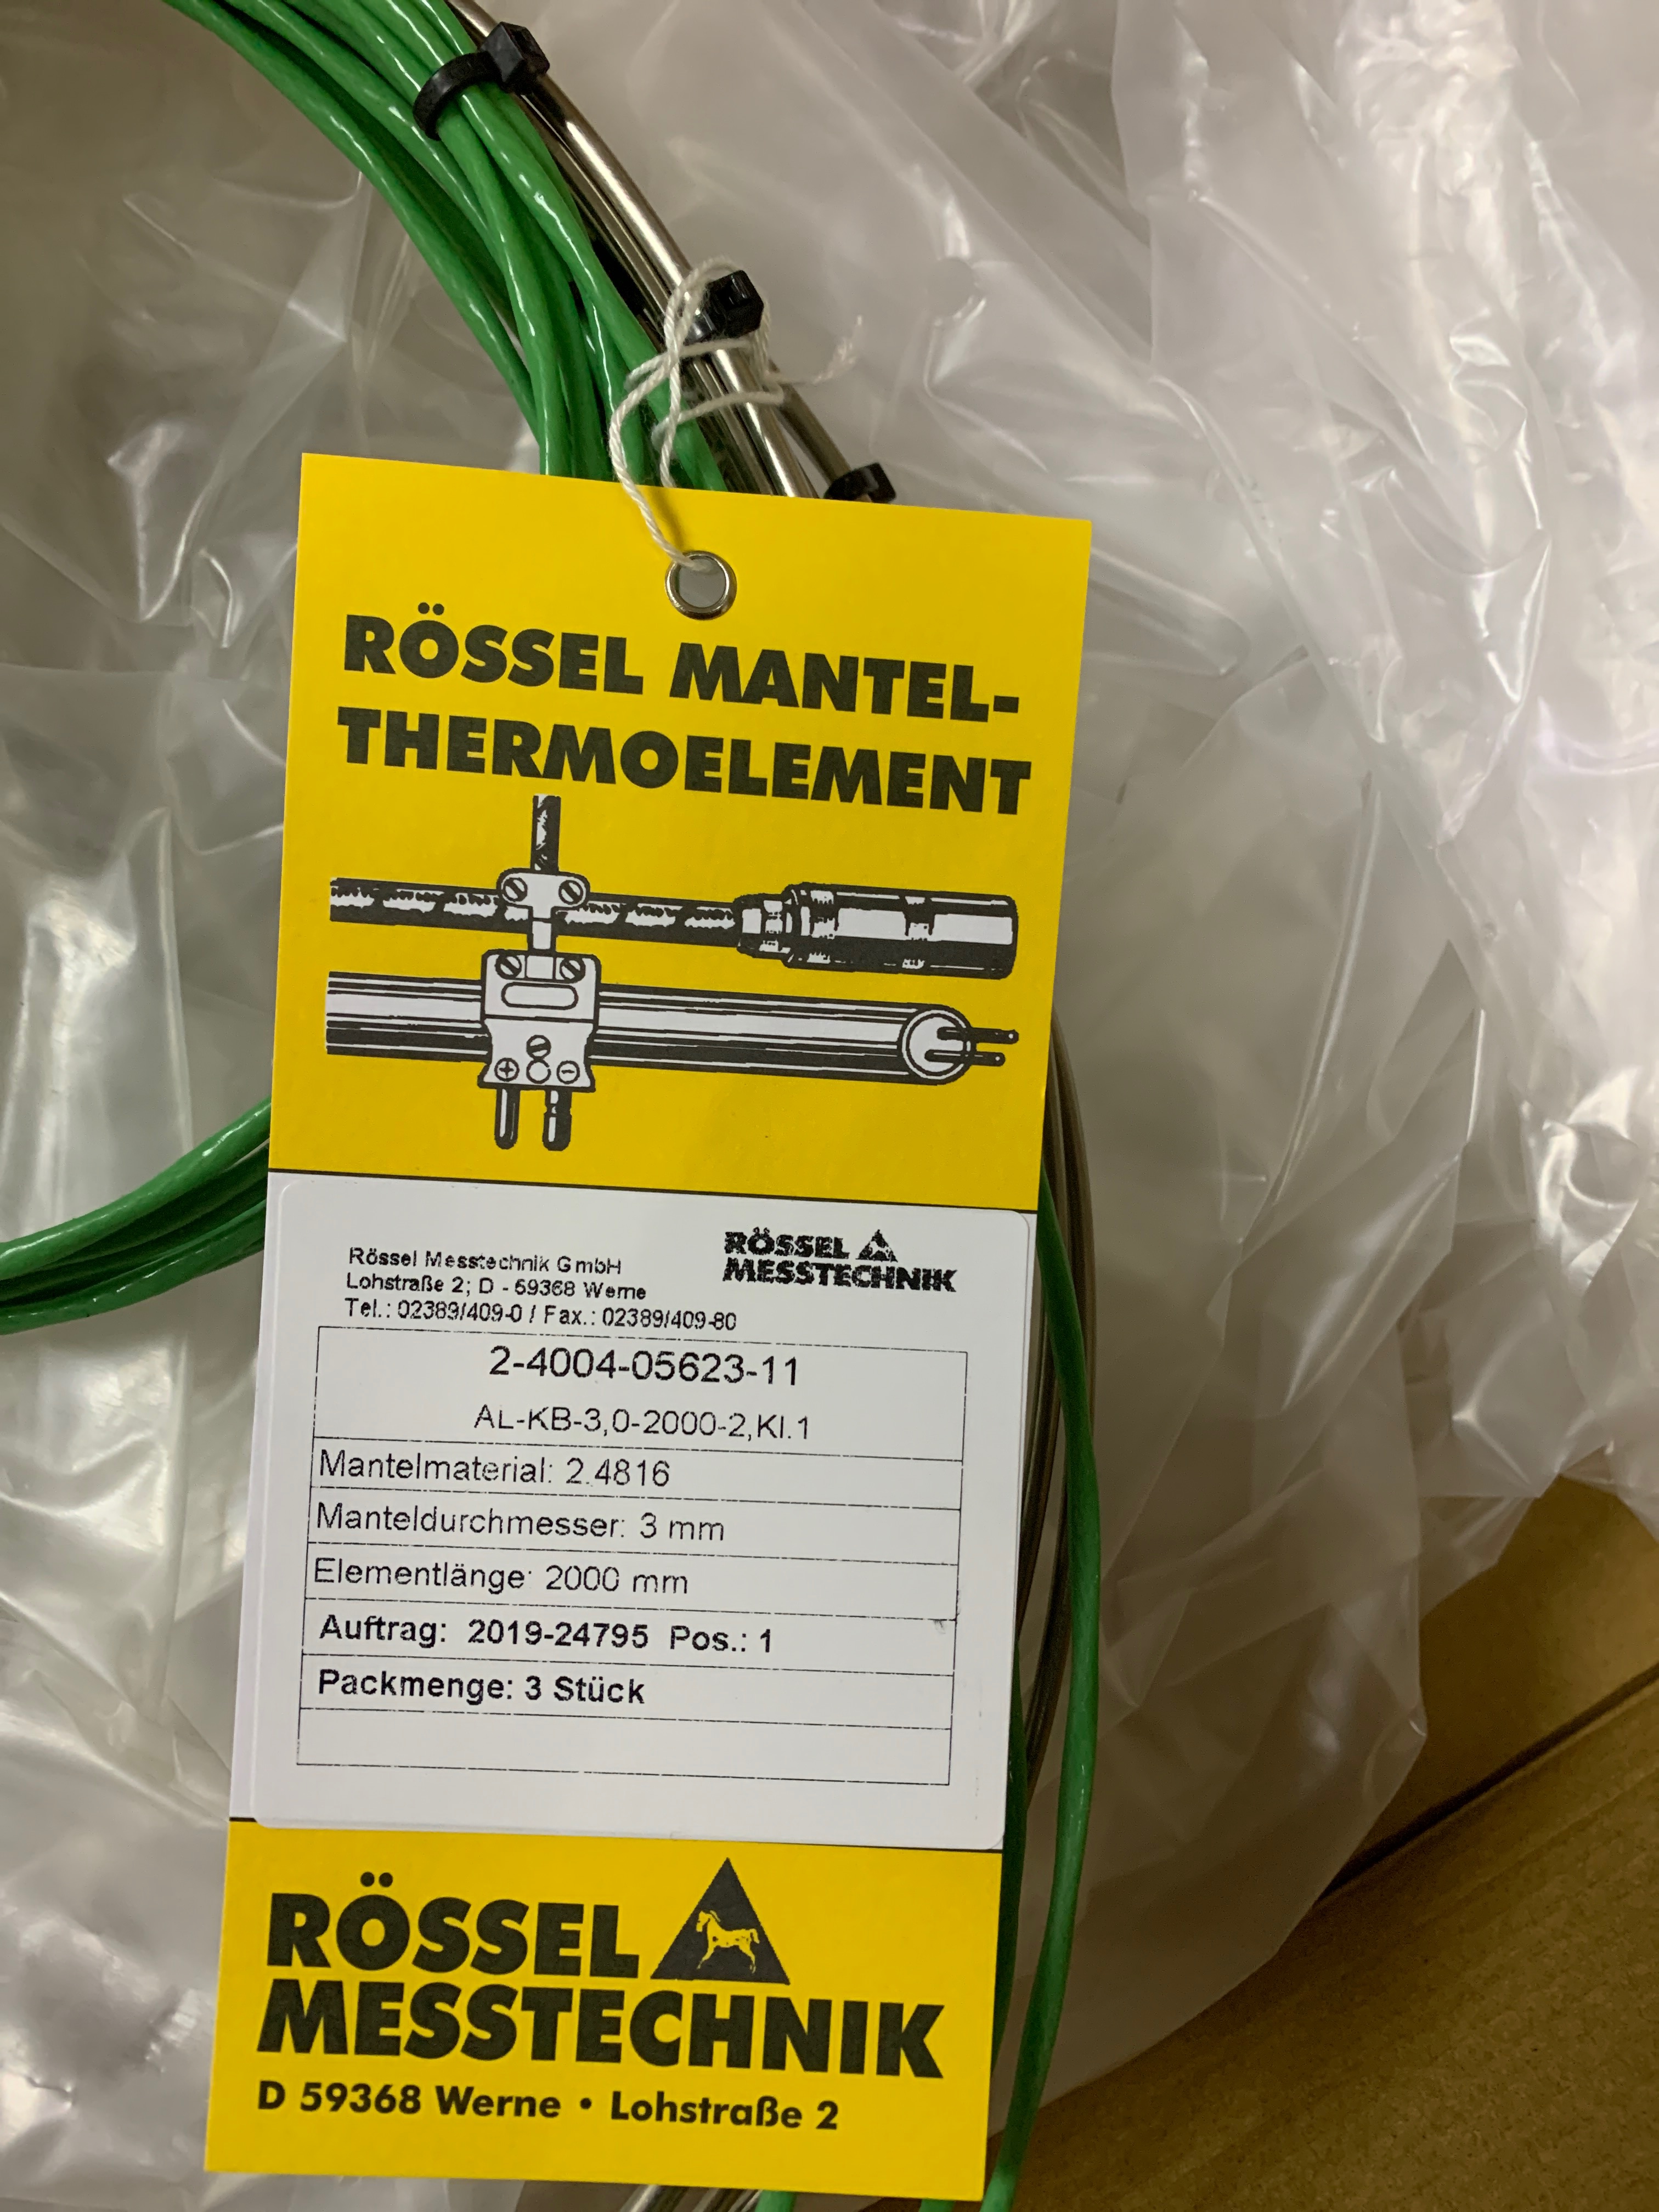 RÖSSEL MANTEL-
THERMOELEMENT
Rössel Messtechnik GmbH
Lohstraße 2; D - 59368 Werne
Tel.: 02389/409-0 / Fax.: 02389/409-80
RÖSSEL
MESSTECHNIK
2-4004-05623-11
AL-KB-3,0-2000-2,Kl.1
Mantelmaterial: 2.4816
Manteldurchmesser: 3 mm
Elementlänge: 2000 mm
Auftrag: 2019-24795 Pos.: 1
Packmenge: 3 Stück
RÖSSEL
MESSTECHNIK
D 59368 Werne • Lohstraße 2